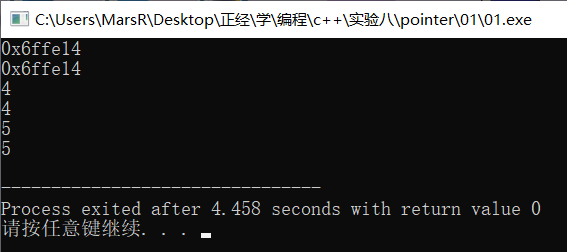 C:\Users\MarsR\Desktop\正经\学\编程\c++\实验八\pointer\01\01.exe
0x6ffe14
0x6ffe14
4
4
5
5
--------------------------------
Process exited after 4.458 seconds with return value 0
请按任意键继续. . .